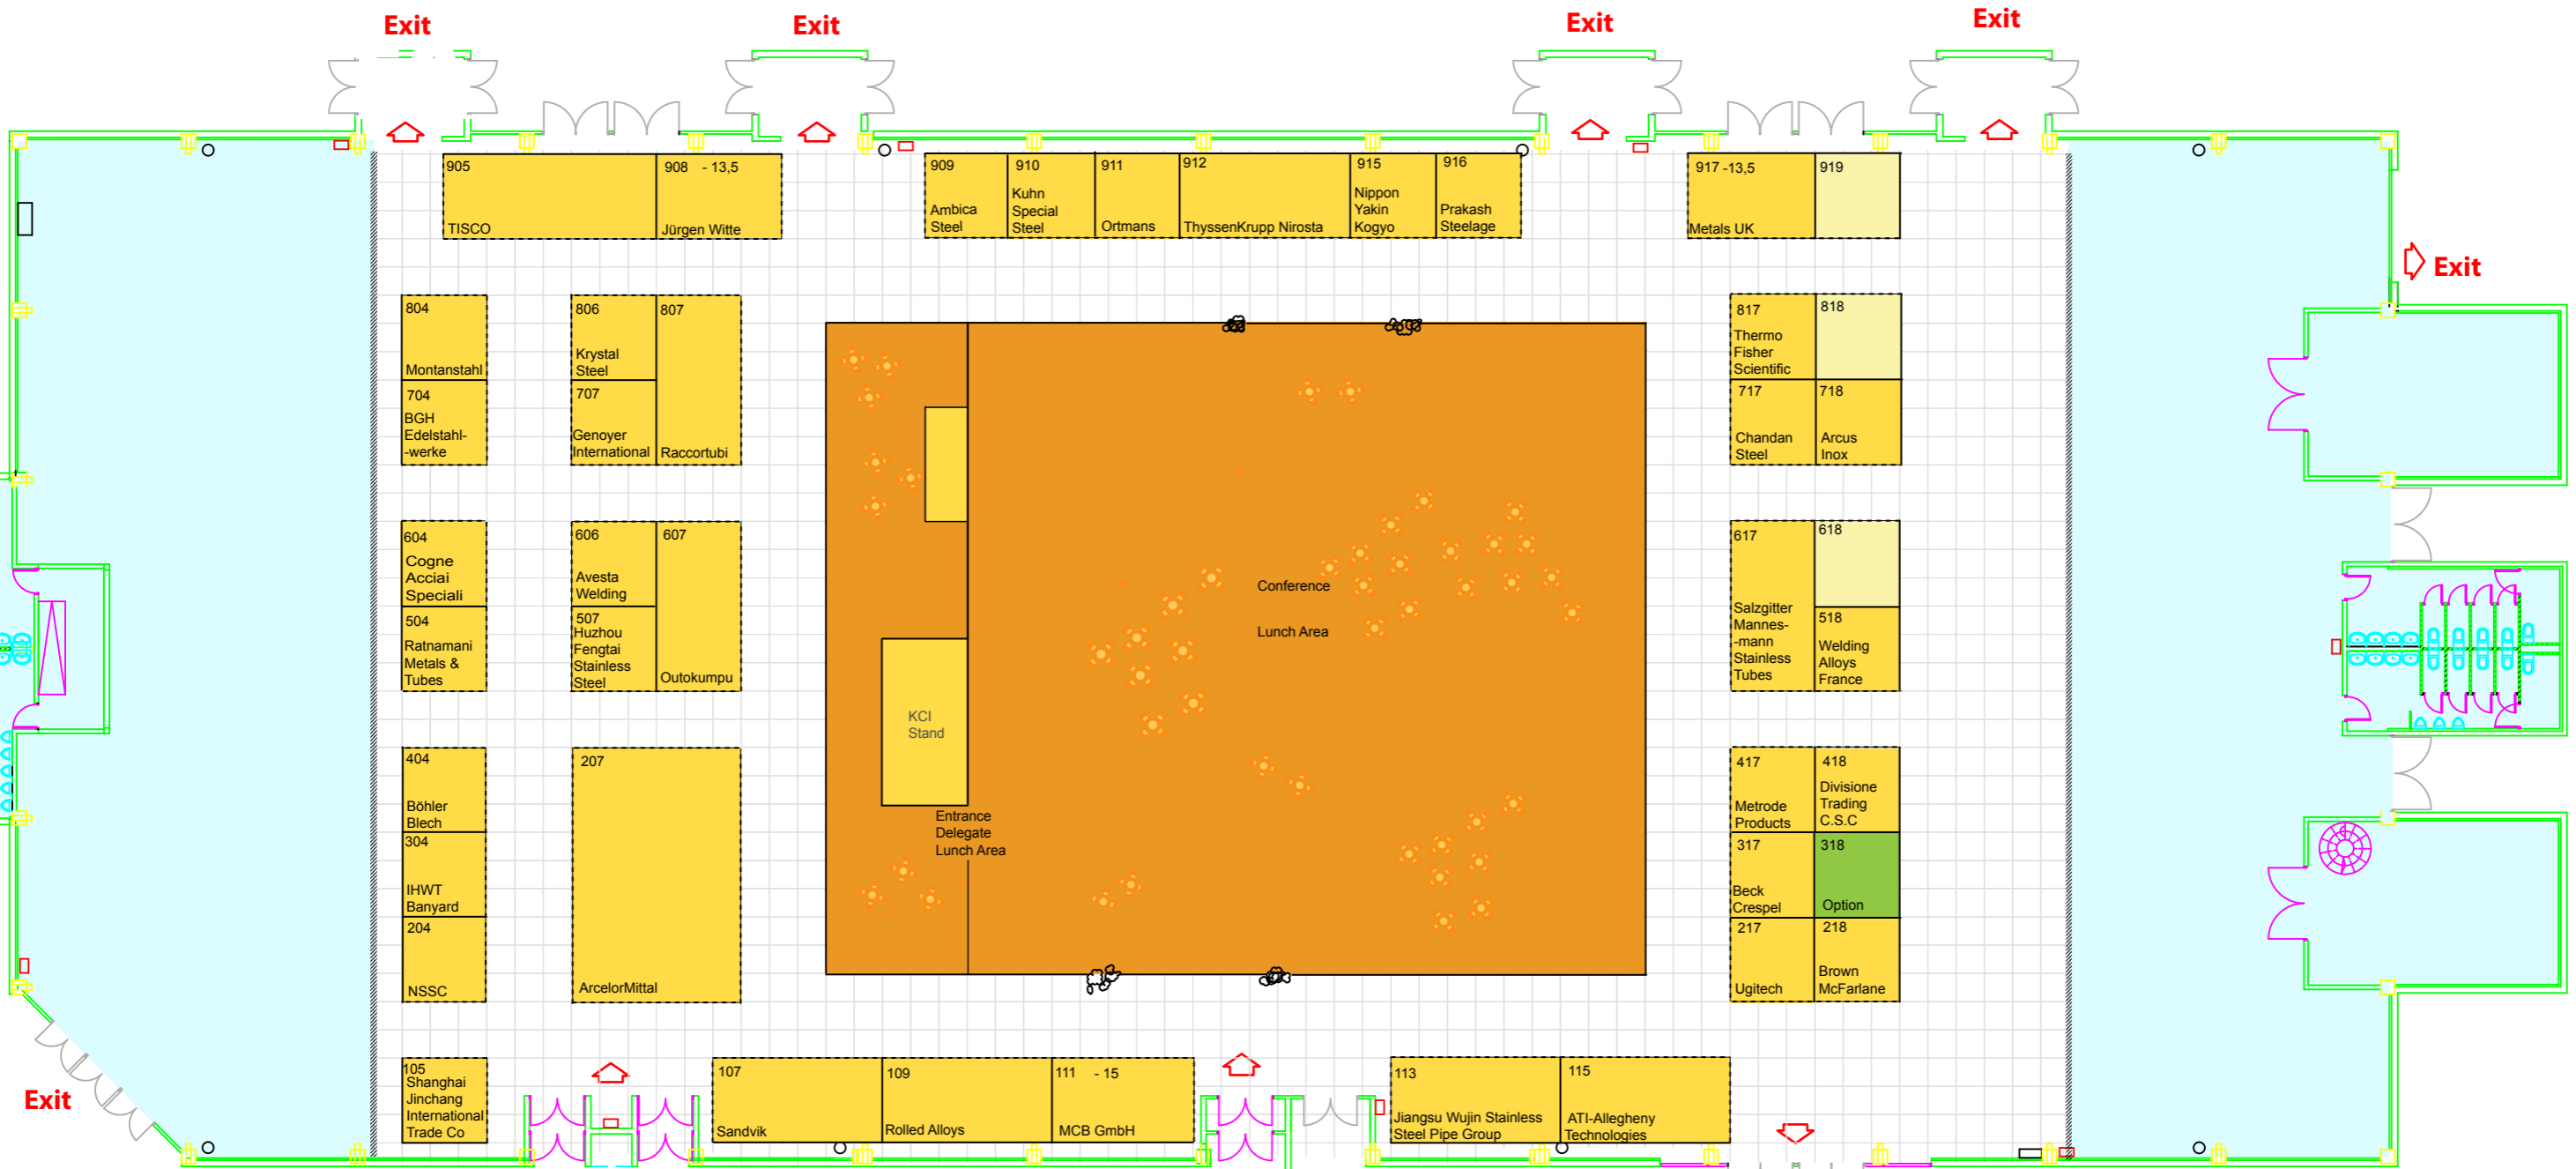 Exit
Exit
Exit
Exit
905
TISCO
908 - 13,5
Jürgen Witte
909
Ambica
Steel
910
Kuhn
Special
Steel
911
Ortmans
912
ThyssenKrupp Nirosta
915
Nippon
Yakin
Kogyo
916
Prakash
Steelage
917 -13,5
Metals UK
919
Exit
804
Montanstahl
704
BGH
Edelstahl-
-werke
806
Krystal
Steel
707
Genoyer
International
807
Raccortubi
817
Thermo
Fisher
Scientific
818
717
Chandan
Steel
718
Arcus
Inox
604
Cogne
Acciai
Speciali
504
Ratnamani
Metals &
Tubes
606
Avesta
Welding
507
Huzhou
Fengtai
Stainless
Steel
607
Outokumpu
Conference
Lunch Area
617
Salzgitter
Mannes-
-mann
Stainless
Tubes
618
518
Welding
Alloys
France
KCI
Stand
Entrance
Delegate
Lunch Area
404
Böhler
Blech
304
IHWT
Banyard
204
NSSC
207
ArcelorMittal
417
Metrode
Products
418
Divisione
Trading
C.S.C
317
Beck
Crespel
318
Option
217
Ugitech
218
Brown
McFarlane
Exit
105
Shanghai
Jinchang
International
Trade Co
107
Sandvik
109
Rolled Alloys
111 - 15
MCB GmbH
113
Jiangsu Wujin Stainless
Steel Pipe Group
115
ATI-Allegheny
Technologies